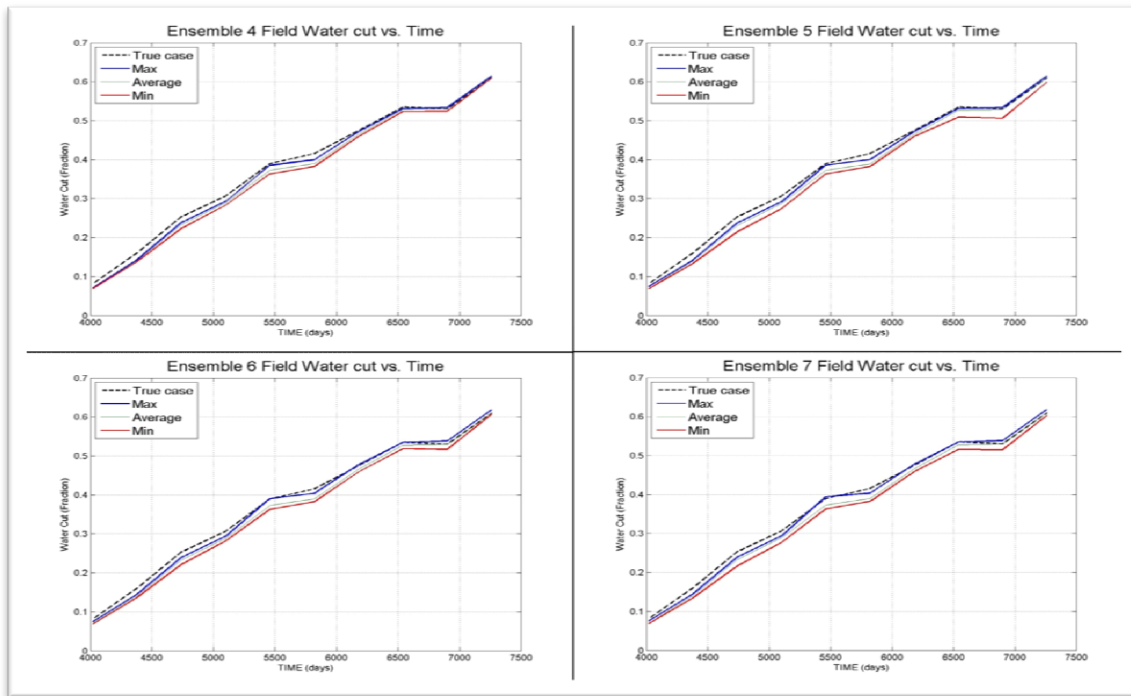 Ensemble 4 Field Water cut vs. Time
True case
Max
Average
Min
Water Cut (Fraction)
0.7
0.6
0.5
0.4
0.3
0.2
0.1
0
4000 4500 5000 5500 6000 6500 7000 7500
TIME (days)
Ensemble 5 Field Water cut vs. Time
True case
Max
Average
Min
Water Cut (Fraction)
0.7
0.6
0.5
0.4
0.3
0.2
0.1
0
4000 4500 5000 5500 6000 6500 7000 7500
TIME (days)
Ensemble 6 Field Water cut vs. Time
True case
Max
Average
Min
Water Cut (Fraction)
0.7
0.6
0.5
0.4
0.3
0.2
0.1
0
4000 4500 5000 5500 6000 6500 7000 7500
TIME (days)
Ensemble 7 Field Water cut vs. Time
True case
Max
Average
Min
Water Cut (Fraction)
0.7
0.6
0.5
0.4
0.3
0.2
0.1
0
4000 4500 5000 5500 6000 6500 7000 7500
TIME (days)